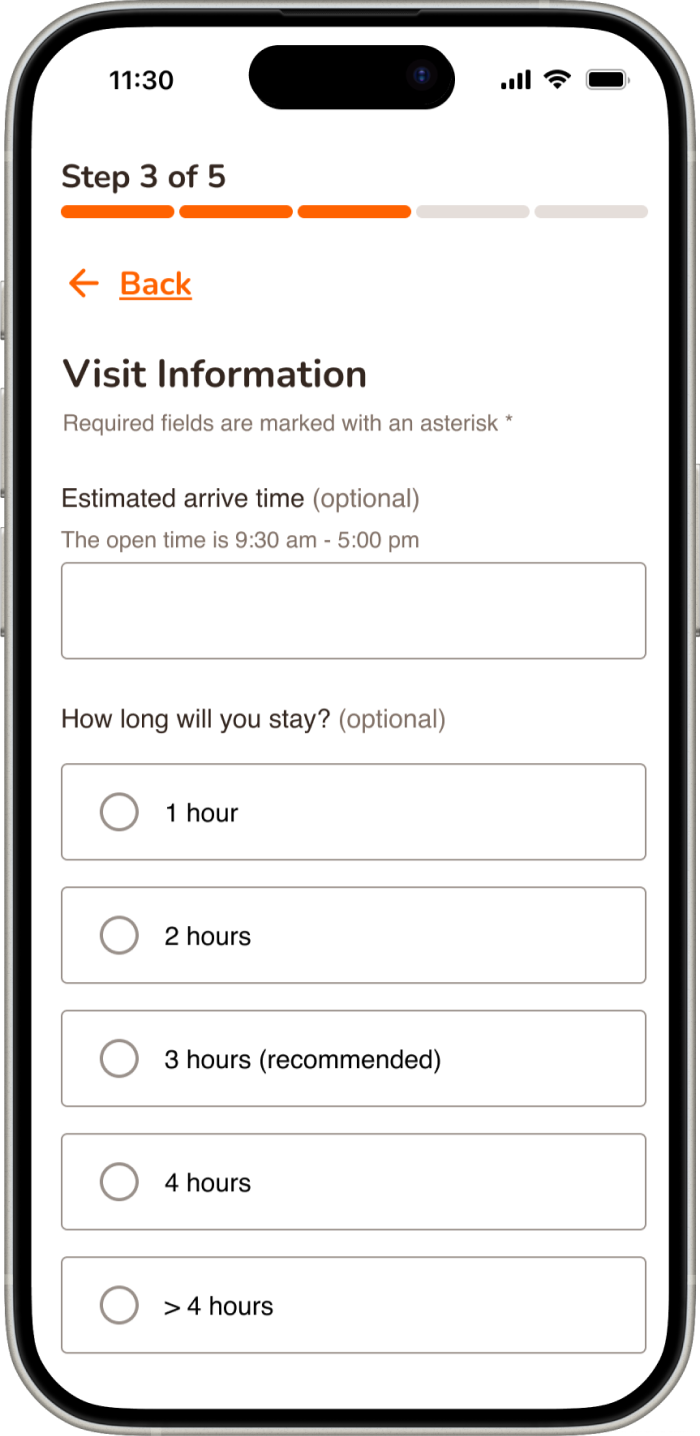 11:30
Step 3 of 5
Back
Visit Information
Required fields are marked with an asterisk *
Estimated arrive time (optional)
The open time is 9:30 am - 5:00 pm
How long will you stay? (optional)
1 hour
2 hours
3 hours (recommended)
4 hours
> 4 hours